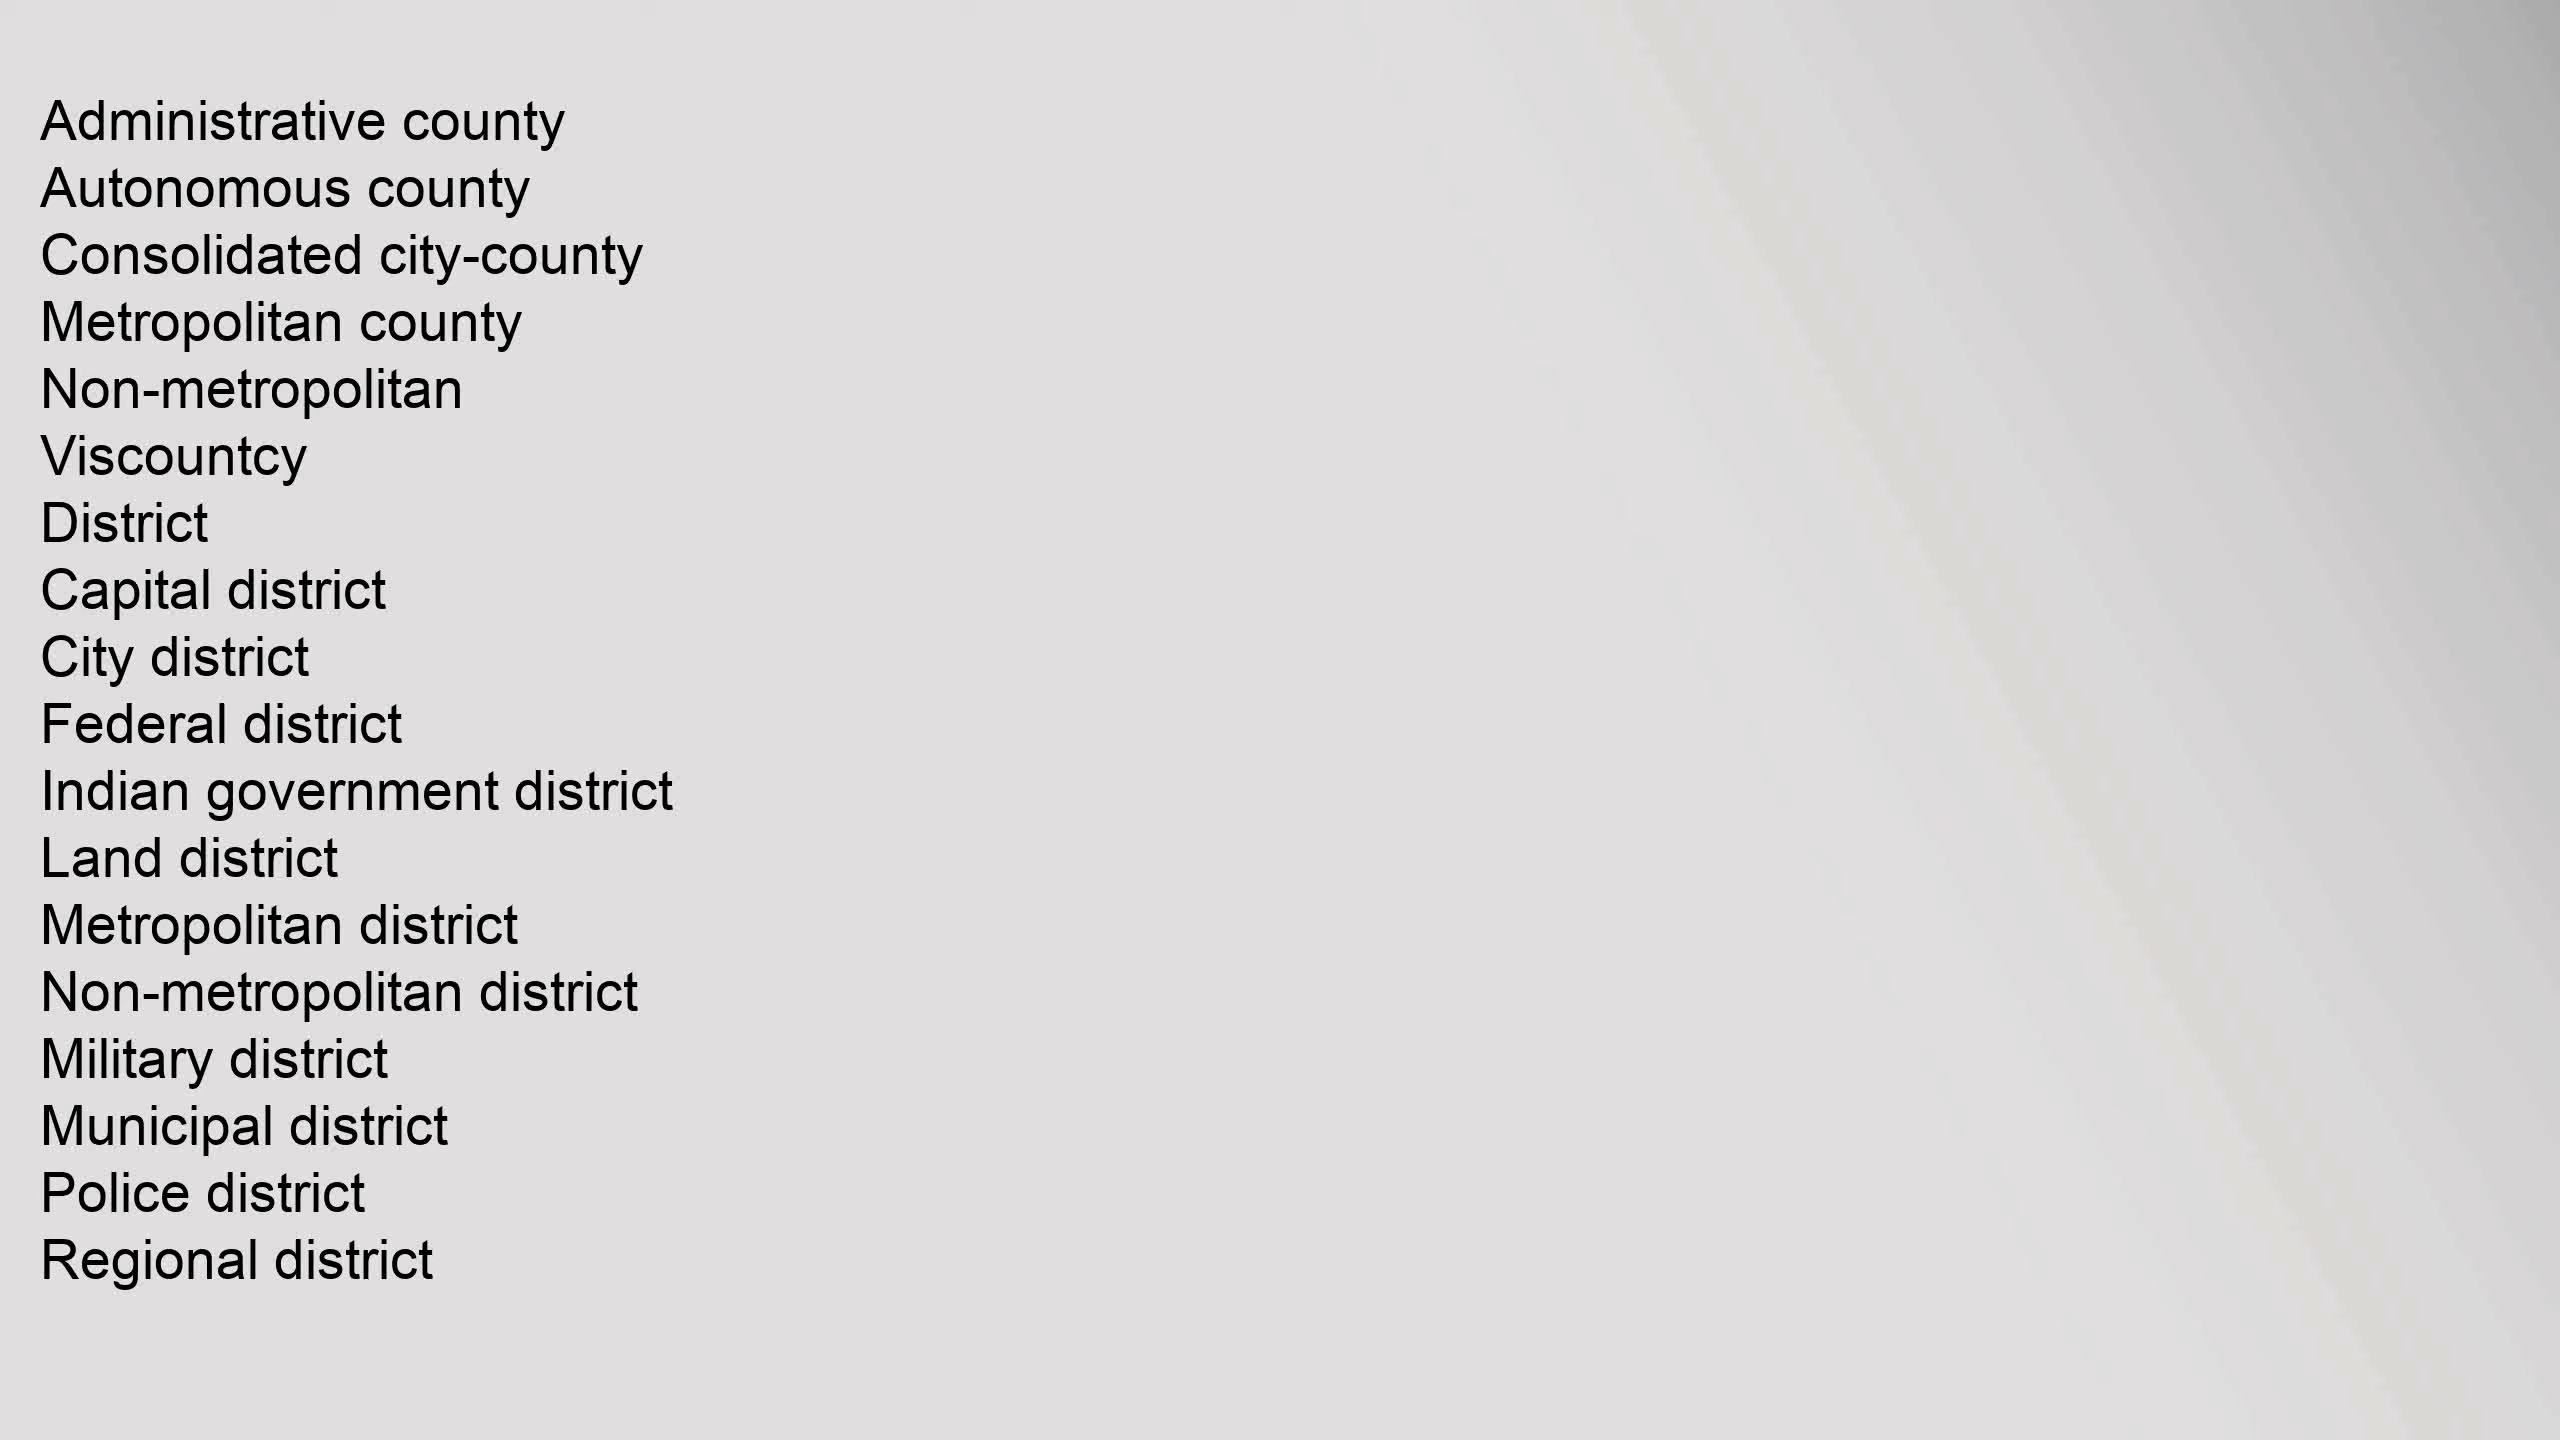 Administrative county
Autonomous county
Consolidated city-county
Metropolitan county
Non-metropolitan
Viscountcy
District
Capital district
City district
Federal district
Indian government district
Land district
Metropolitan district
Non-metropolitan district
Military district
Municipal district
Police district
Regional district